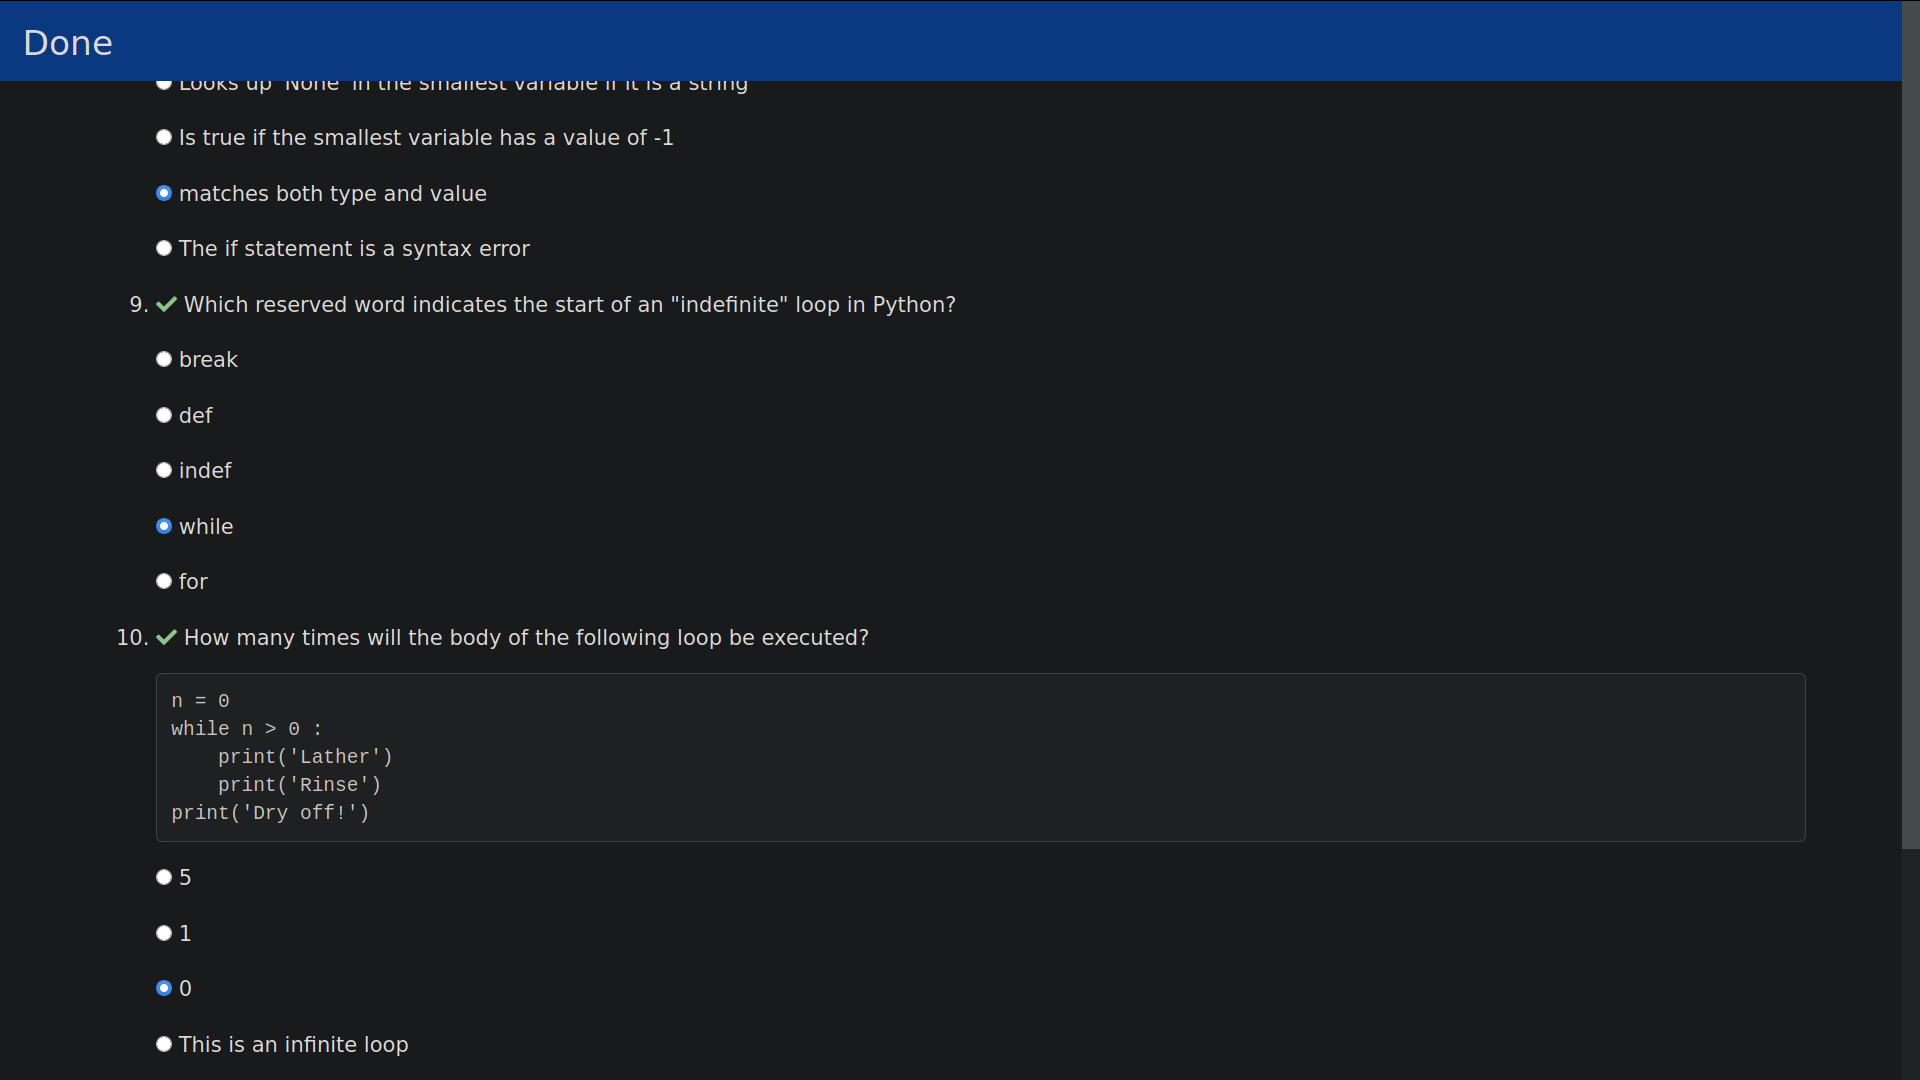 Done
Looks up 'None' in the smallest variable if it is a string
Is true if the smallest variable has a value of -1
matches both type and value
The if statement is a syntax error
9. Which reserved word indicates the start of an "indefinite" loop in Python?
break
def
indef
while
for
10. How many times will the body of the following loop be executed?
n = 0
while n > 0 :
    print('Lather')
    print('Rinse')
print('Dry off!')
5
1
0
This is an infinite loop